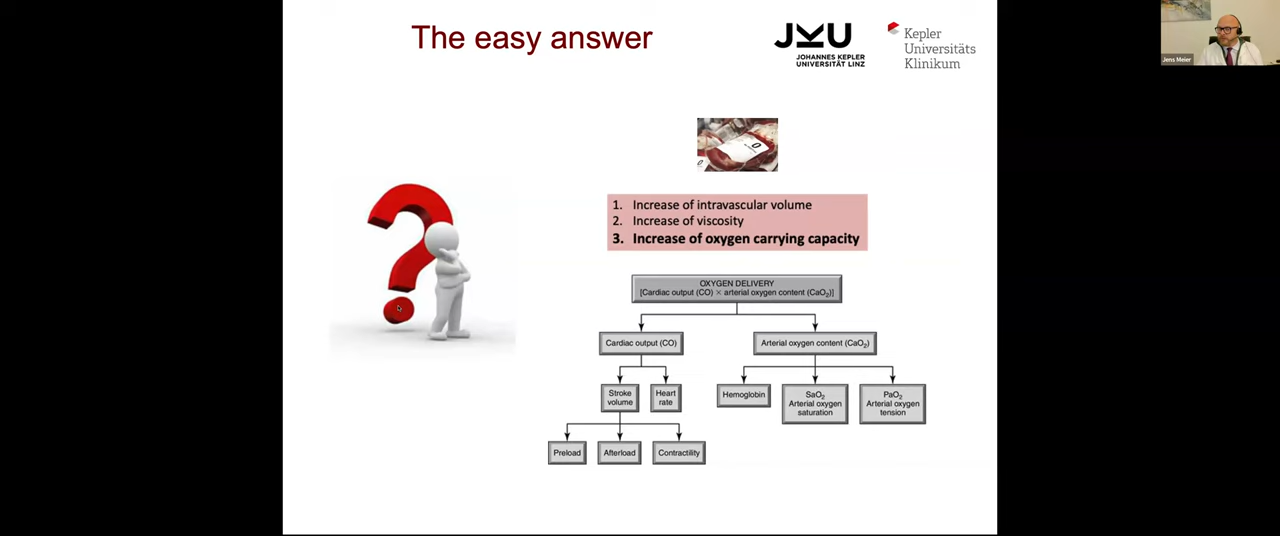 The easy answer
JKU
JOHANNES KEPLER
UNIVERSITÄT LINZ
Kepler
Universitäts
Klinikum
Jens Meier
O
1. Increase of intravascular volume
2. Increase of viscosity
3. Increase of oxygen carrying capacity
OXYGEN DELIVERY
[Cardiac output (CO) × arterial oxygen content (CaO₂)]
Cardiac output (CO)
Arterial oxygen content (CaO₂)
Stroke
volume
Heart
rate
Hemoglobin
SaO₂
Arterial oxygen
saturation
PaO₂
Arterial oxygen
tension
Preload
Afterload
Contractility